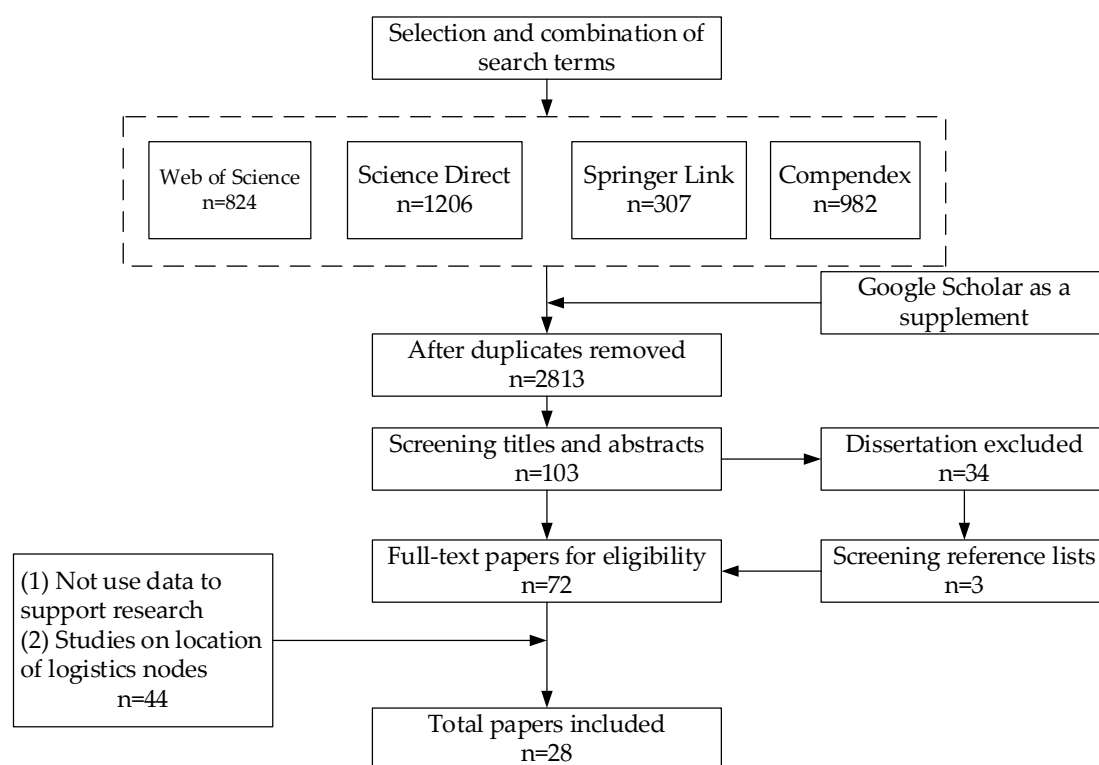 Selection and combination of
search terms
Web of Science
n=824
Science Direct
n=1206
Springer Link
n=307
Compendex
n=982
Google Scholar as a
supplement
After duplicates removed
n=2813
Screening titles and abstracts
n=103
Dissertation excluded
n=34
Full-text papers for eligibility
n=72
Screening reference lists
n=3
(1) Not use data to
support research
(2) Studies on location
of logistics nodes
n=44
Total papers included
n=28